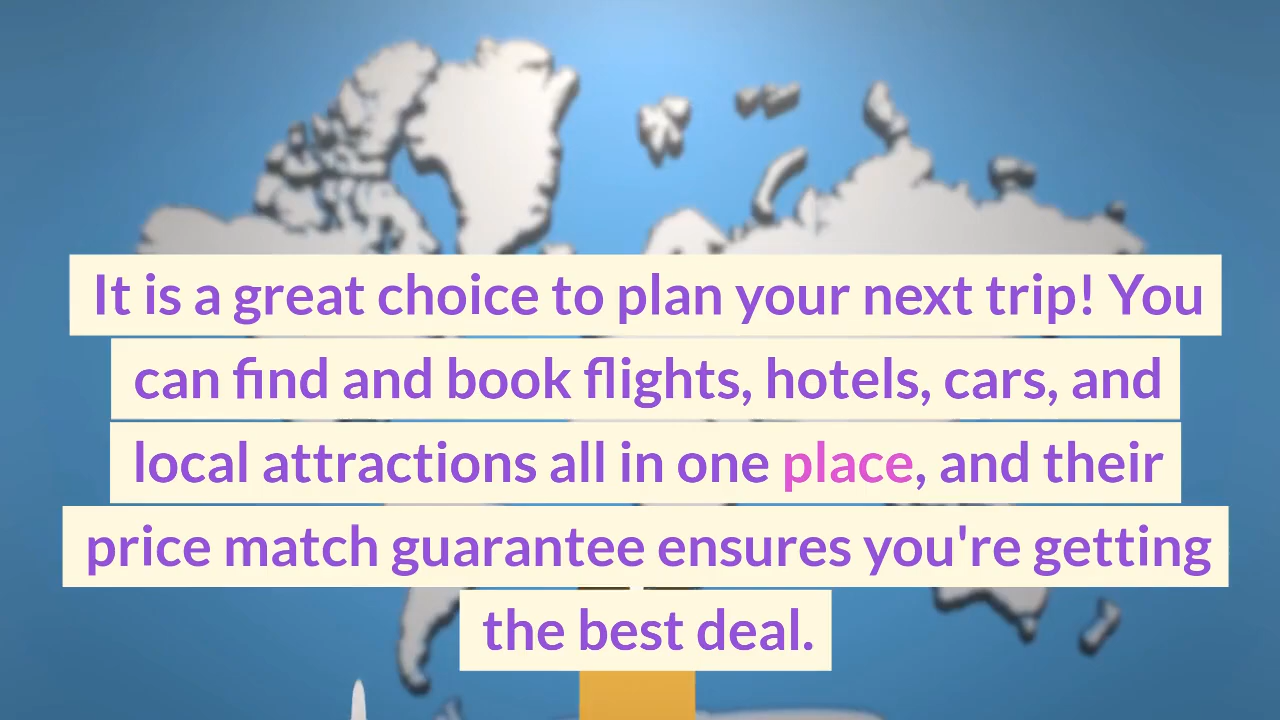 It is a great choice to plan your next trip! You
can find and book flights, hotels, cars, and
local attractions all in one place, and their
price match guarantee ensures you're getting
the best deal.